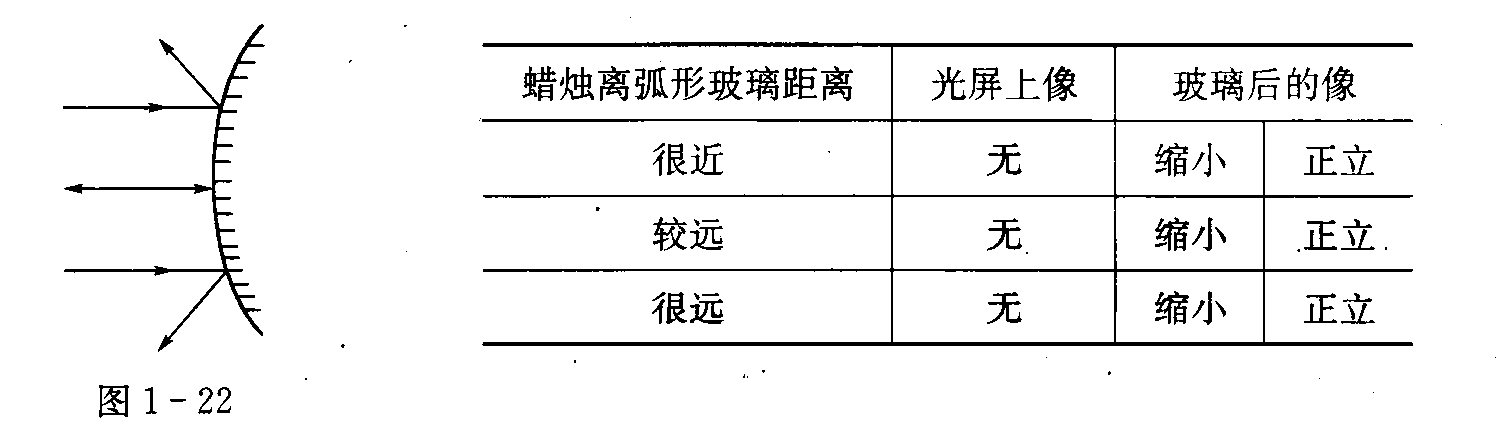 蜡烛离弧形玻璃距离 光屏上像 玻璃后的像
很近 无 缩小 正立
较远 无 缩小 正立
很远 无 缩小 正立
图1-22